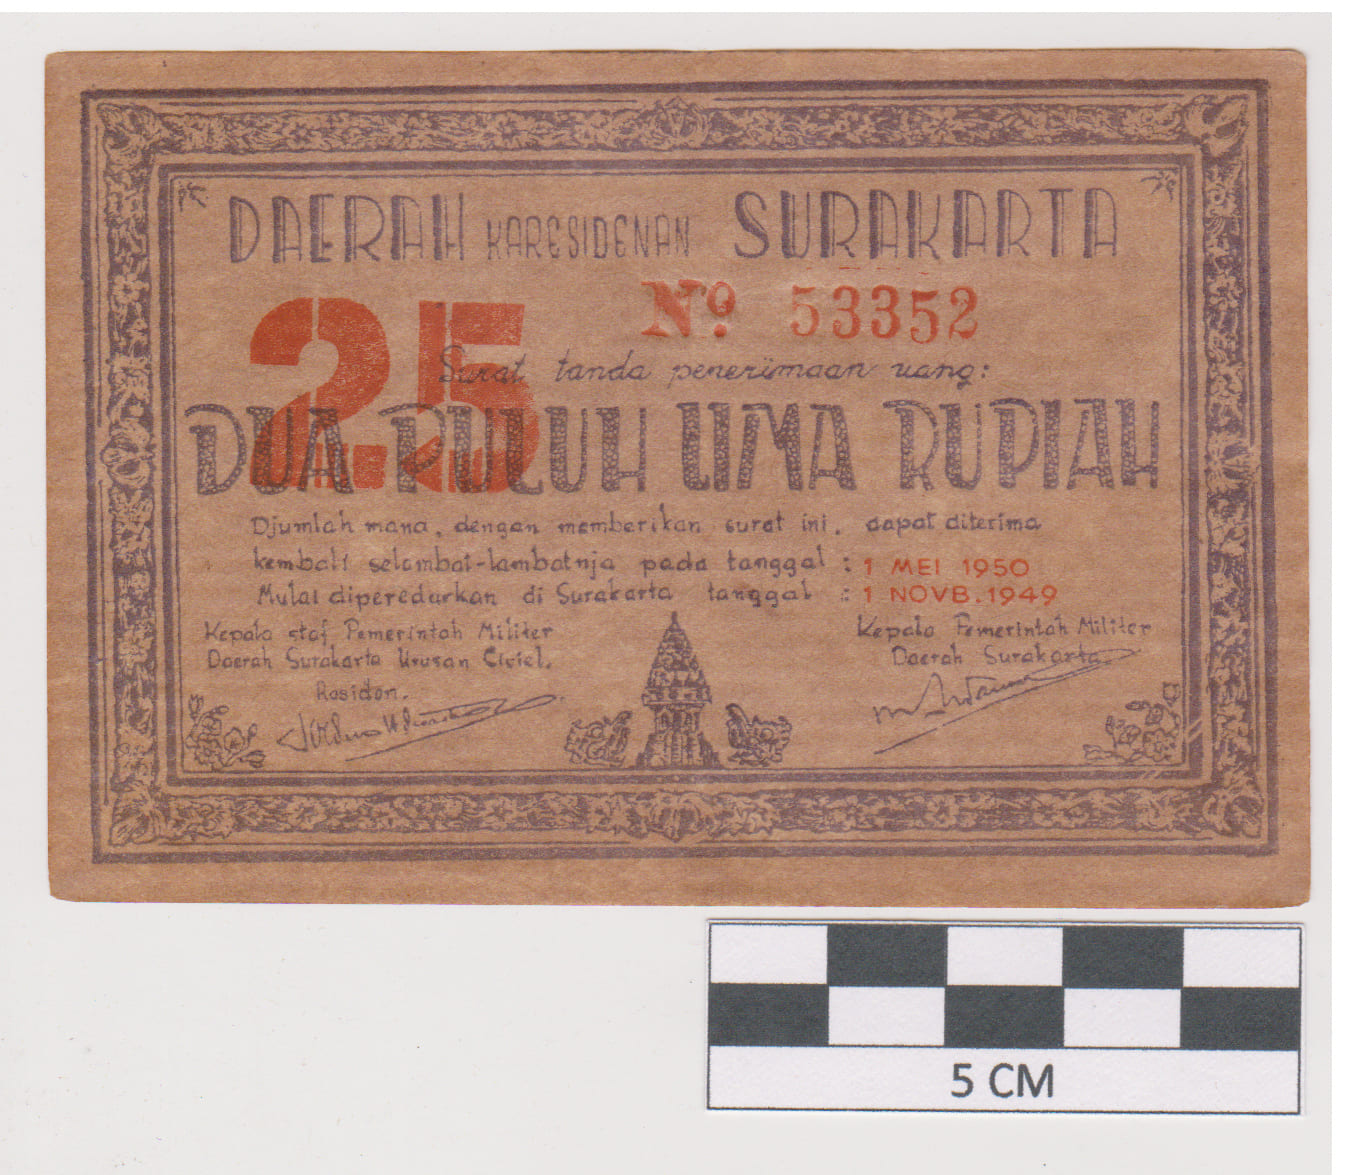 DAERAH KARESIDENAN SURAKARTA
No. 53352
25
Surat tanda penerimaan uang:
DUA PULUH LIMA RUPIAH
Djumlah mana, dengan memberikan surat ini, dapat diterima
kembali selambat-lambatnja pada tanggal : 1 MEI 1950
Mulai diperedarkan di Surakarta tanggal : 1 NOVB. 1949
Kepala staf Pemerintah Militer
Daerah Surakarta Urusan Civiel.
Residen.
Kepala Pemerintah Militer
Daerah Surakarta
5 CM